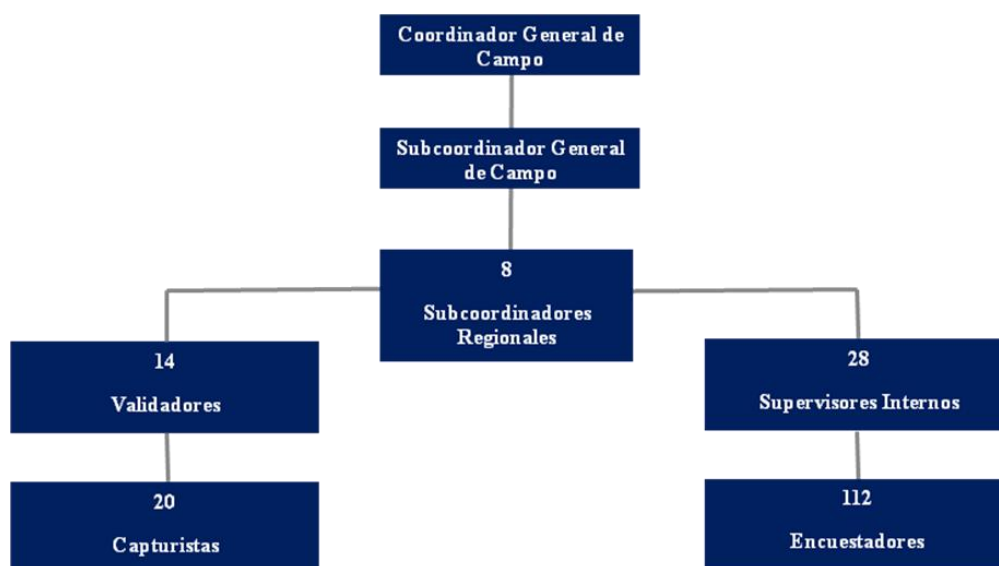 Coordinador General de
Campo
Subcoordinador General
de Campo
8
Subcoordinadores
Regionales
14
Validadores
28
Supervisores Internos
20
Capturistas
112
Encuestadores